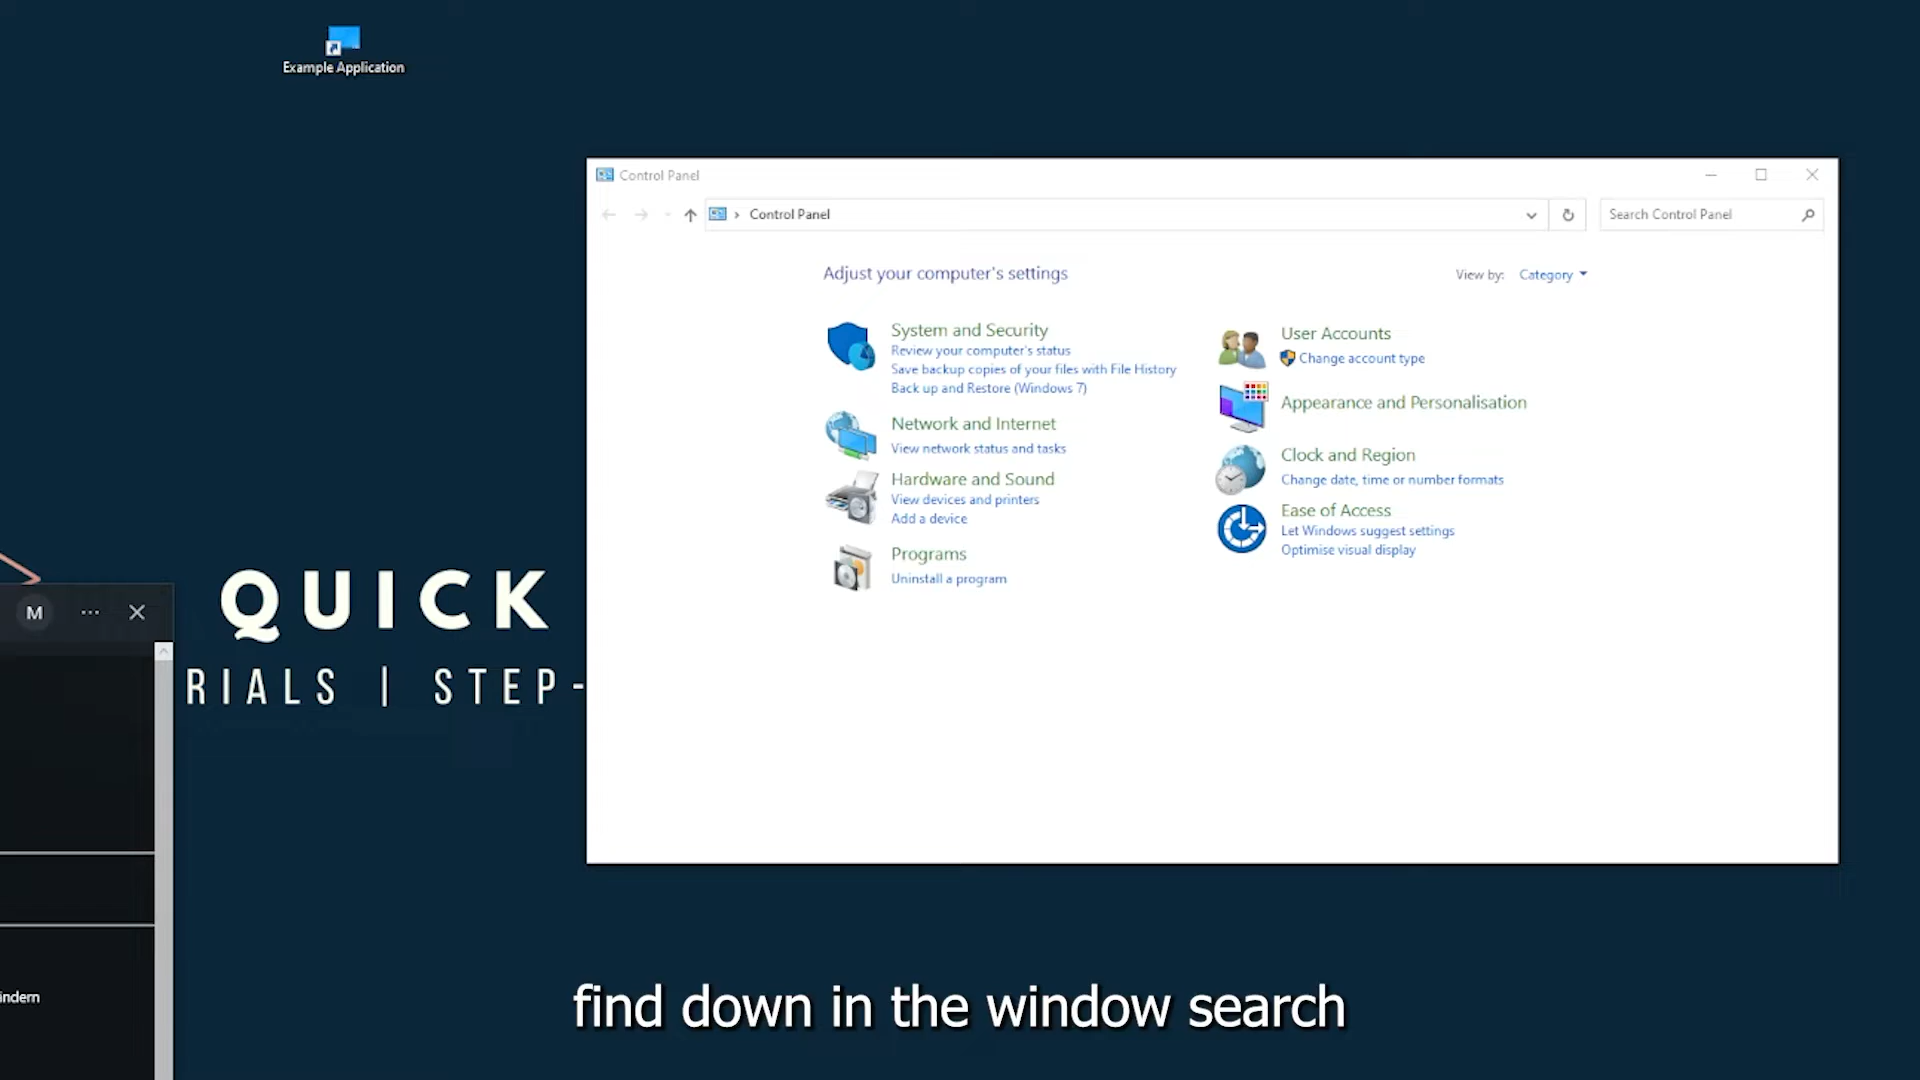 Example Application
Control Panel
Control Panel
Search Control Panel
Adjust your computer's settings
View by: Category
System and Security
Review your computer's status
Save backup copies of your files with File History
Back up and Restore (Windows 7)
Network and Internet
View network status and tasks
Hardware and Sound
View devices and printers
Add a device
Programs
Uninstall a program
User Accounts
Change account type
Appearance and Personalisation
Clock and Region
Change date, time or number formats
Ease of Access
Let Windows suggest settings
Optimise visual display
M
QUICK
RIALS | STEP-
indern
find down in the window search